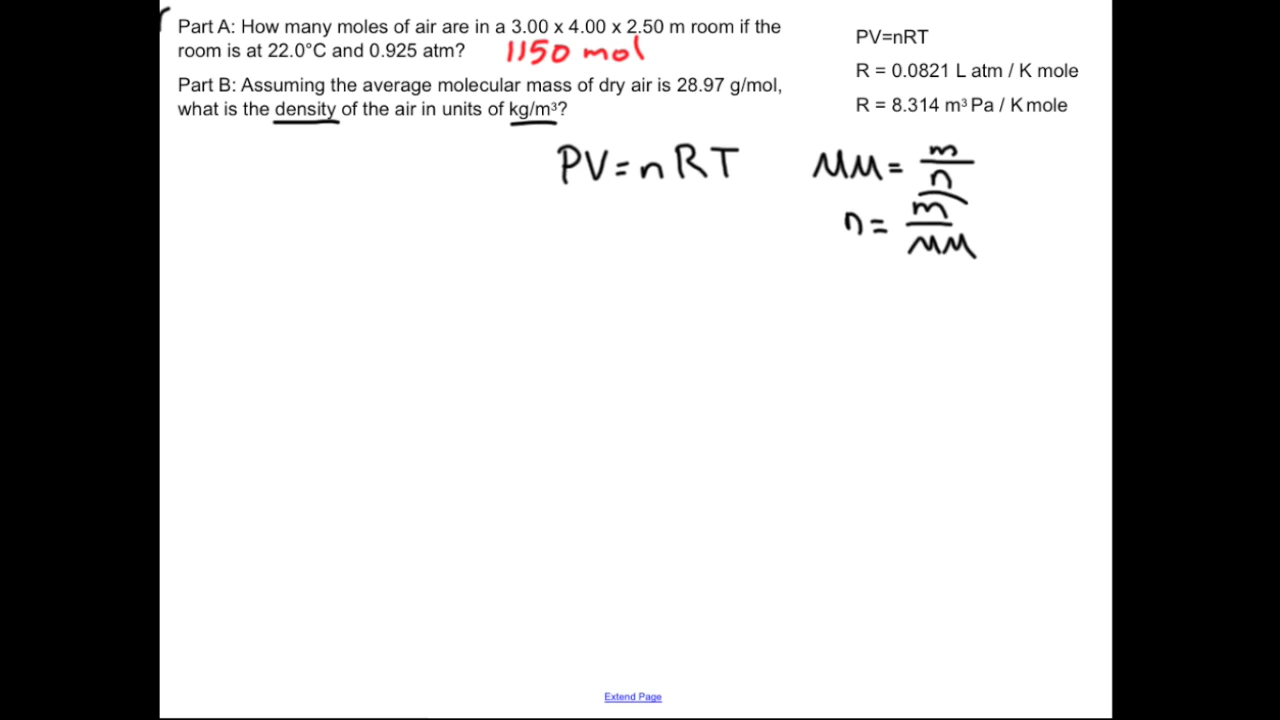 Part A: How many moles of air are in a 3.00 x 4.00 x 2.50 m room if the
room is at 22.0°C and 0.925 atm? 1150 mol
Part B: Assuming the average molecular mass of dry air is 28.97 g/mol,
what is the density of the air in units of kg/m³?
PV=nRT
R = 0.0821 L atm / K mole
R = 8.314 m³ Pa / K mole
PV=nRT
MM = m/n
n = m/MM
Extend Page